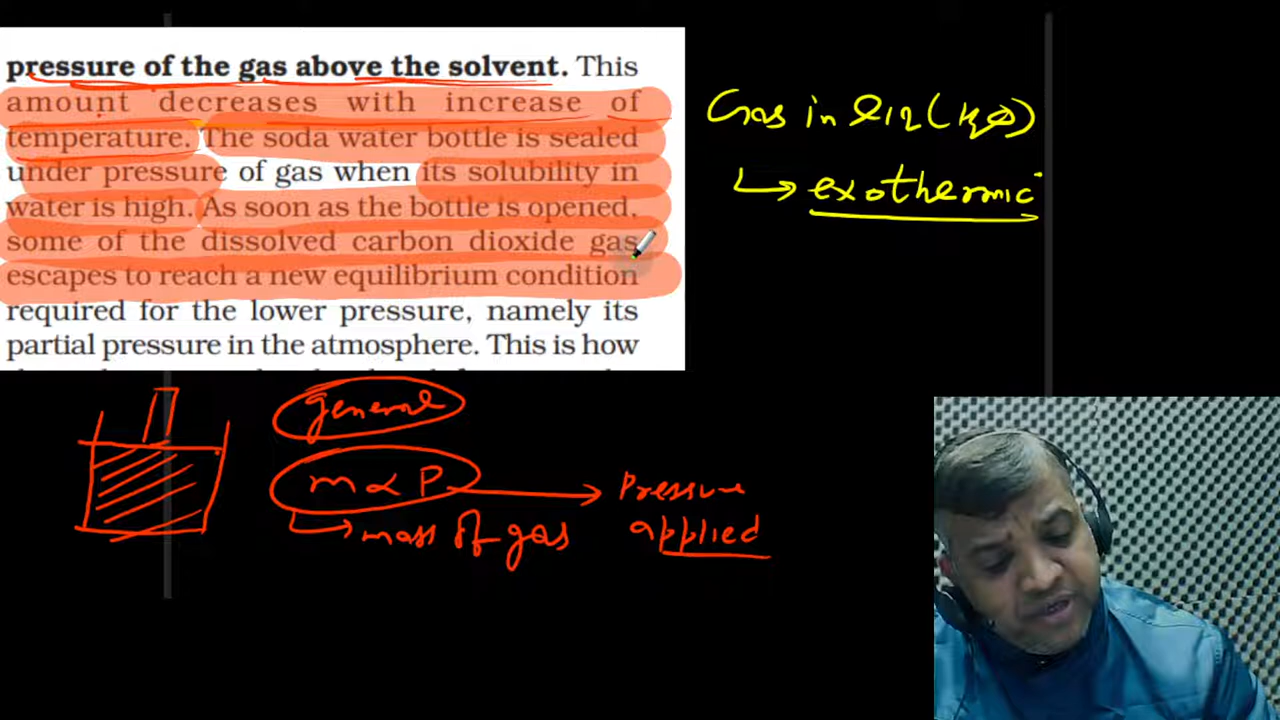 pressure of the gas above the solvent. This
amount decreases with increase of
temperature. The soda water bottle is sealed
under pressure of gas when its solubility in
water is high. As soon as the bottle is opened,
some of the dissolved carbon dioxide gas
escapes to reach a new equilibrium condition
required for the lower pressure, namely its
partial pressure in the atmosphere. This is how
Gas in liq (H2O)
↳ exothermic
general
m ∝ P → Pressure applied
↳ mass of gas